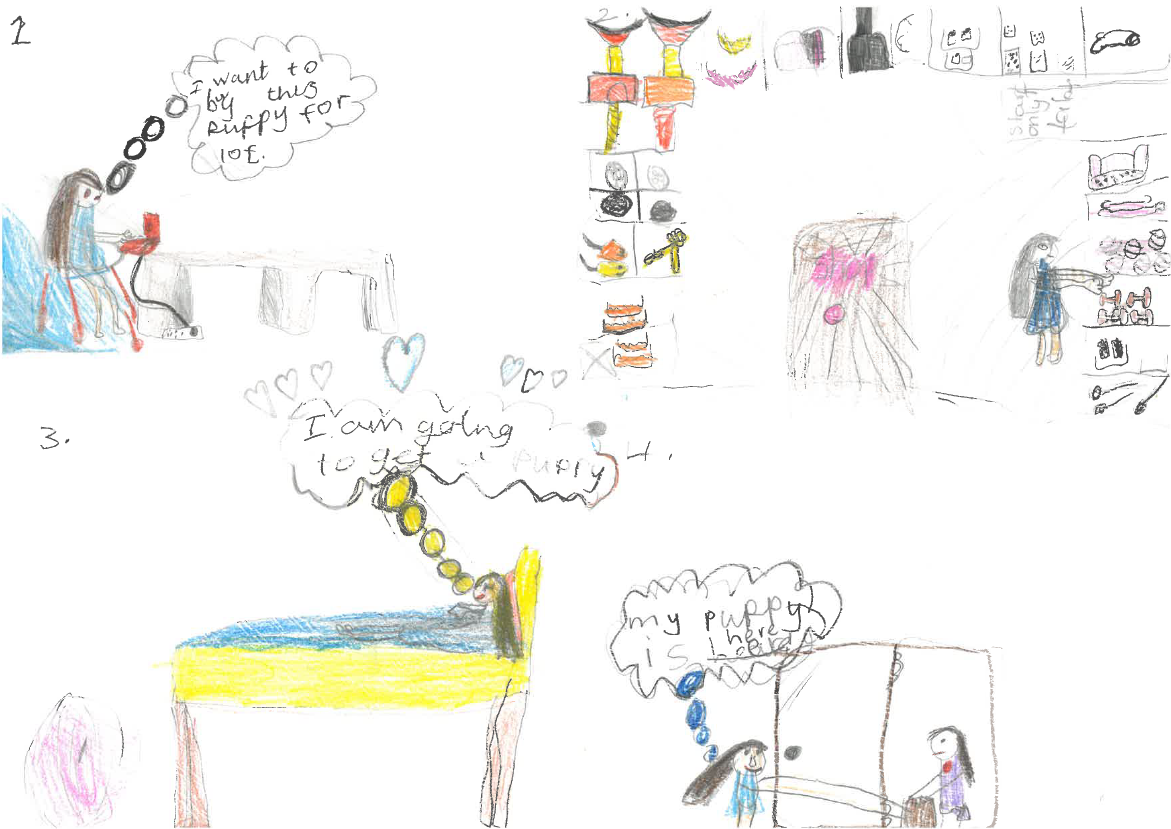 1
I want to
by this
puppy for
10£.
2.
staff
only
3.
I am going
to get a puppy
4.
my puppy
is here